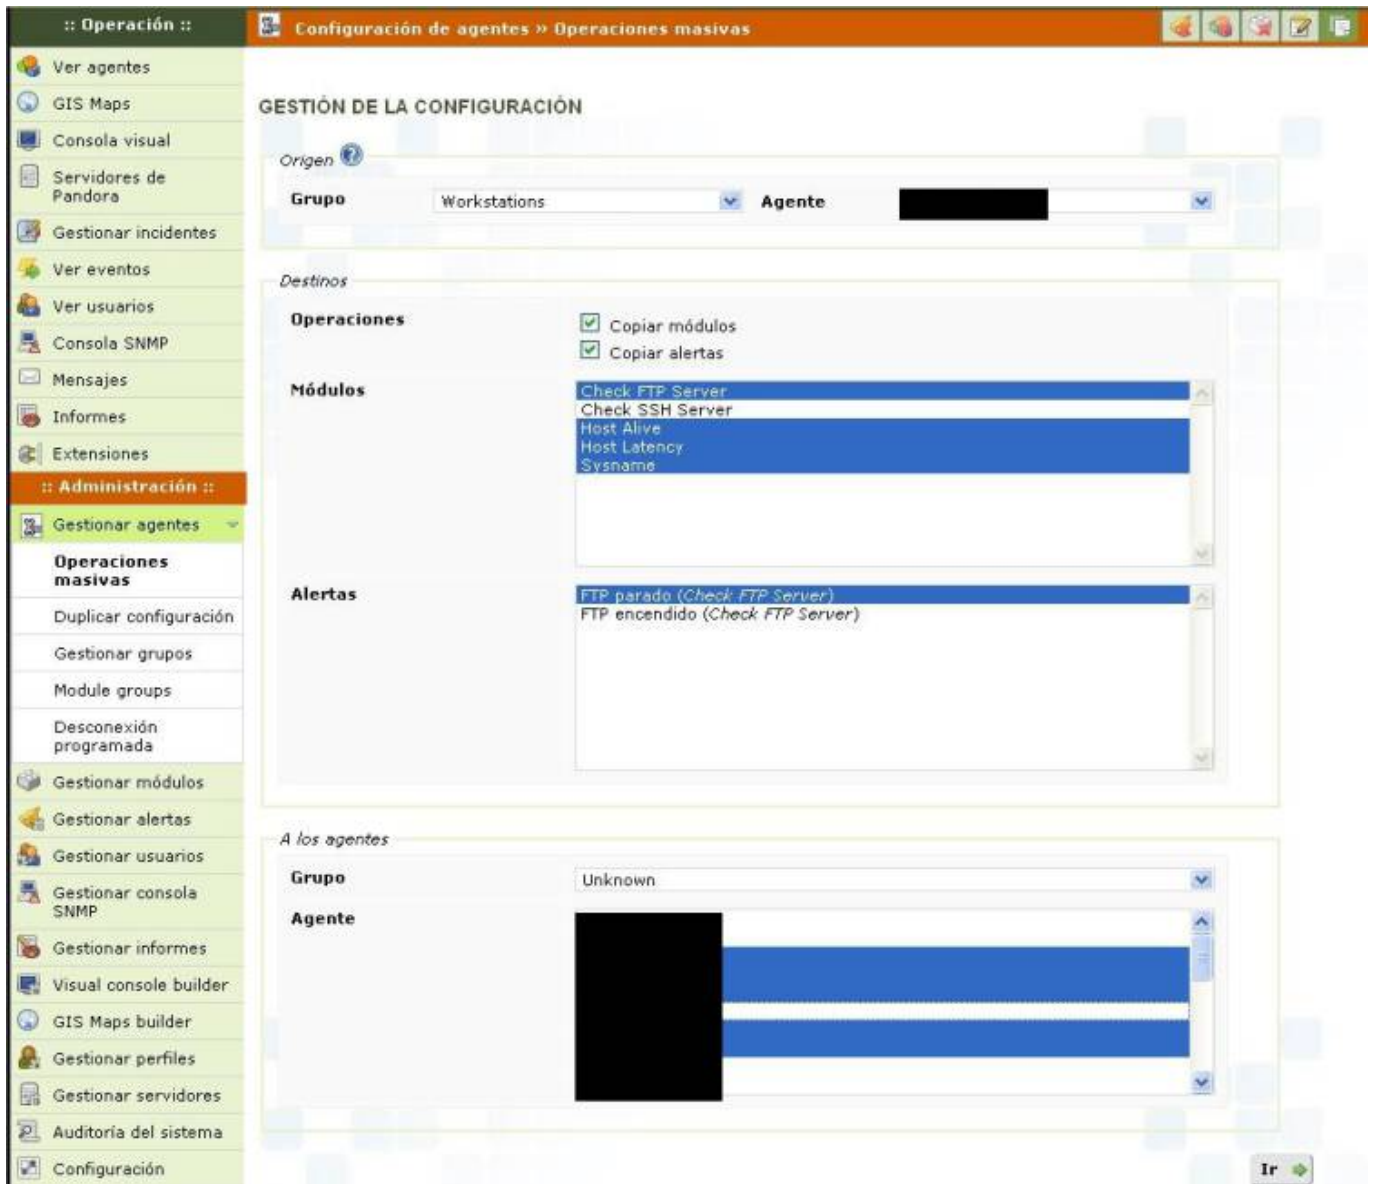 :: Operación ::
Ver agentes
GIS Maps
Consola visual
Servidores de
Pandora
Gestionar incidentes
Ver eventos
Ver usuarios
Consola SNMP
Mensajes
Informes
Extensiones
:: Administración ::
Gestionar agentes
Operaciones
masivas
Duplicar configuración
Gestionar grupos
Module groups
Desconexión
programada
Gestionar módulos
Gestionar alertas
Gestionar usuarios
Gestionar consola
SNMP
Gestionar informes
Visual console builder
GIS Maps builder
Gestionar perfiles
Gestionar servidores
Auditoría del sistema
Configuración
Configuración de agentes » Operaciones masivas
GESTIÓN DE LA CONFIGURACIÓN
Origen ?
Grupo Workstations Agente
Destinos
Operaciones Copiar módulos
Copiar alertas
Módulos Check FTP Server
Check SSH Server
Host Alive
Host Latency
Sysname
Alertas FTP parado (Check FTP Server)
FTP encendido (Check FTP Server)
A los agentes
Grupo Unknown
Agente
Ir